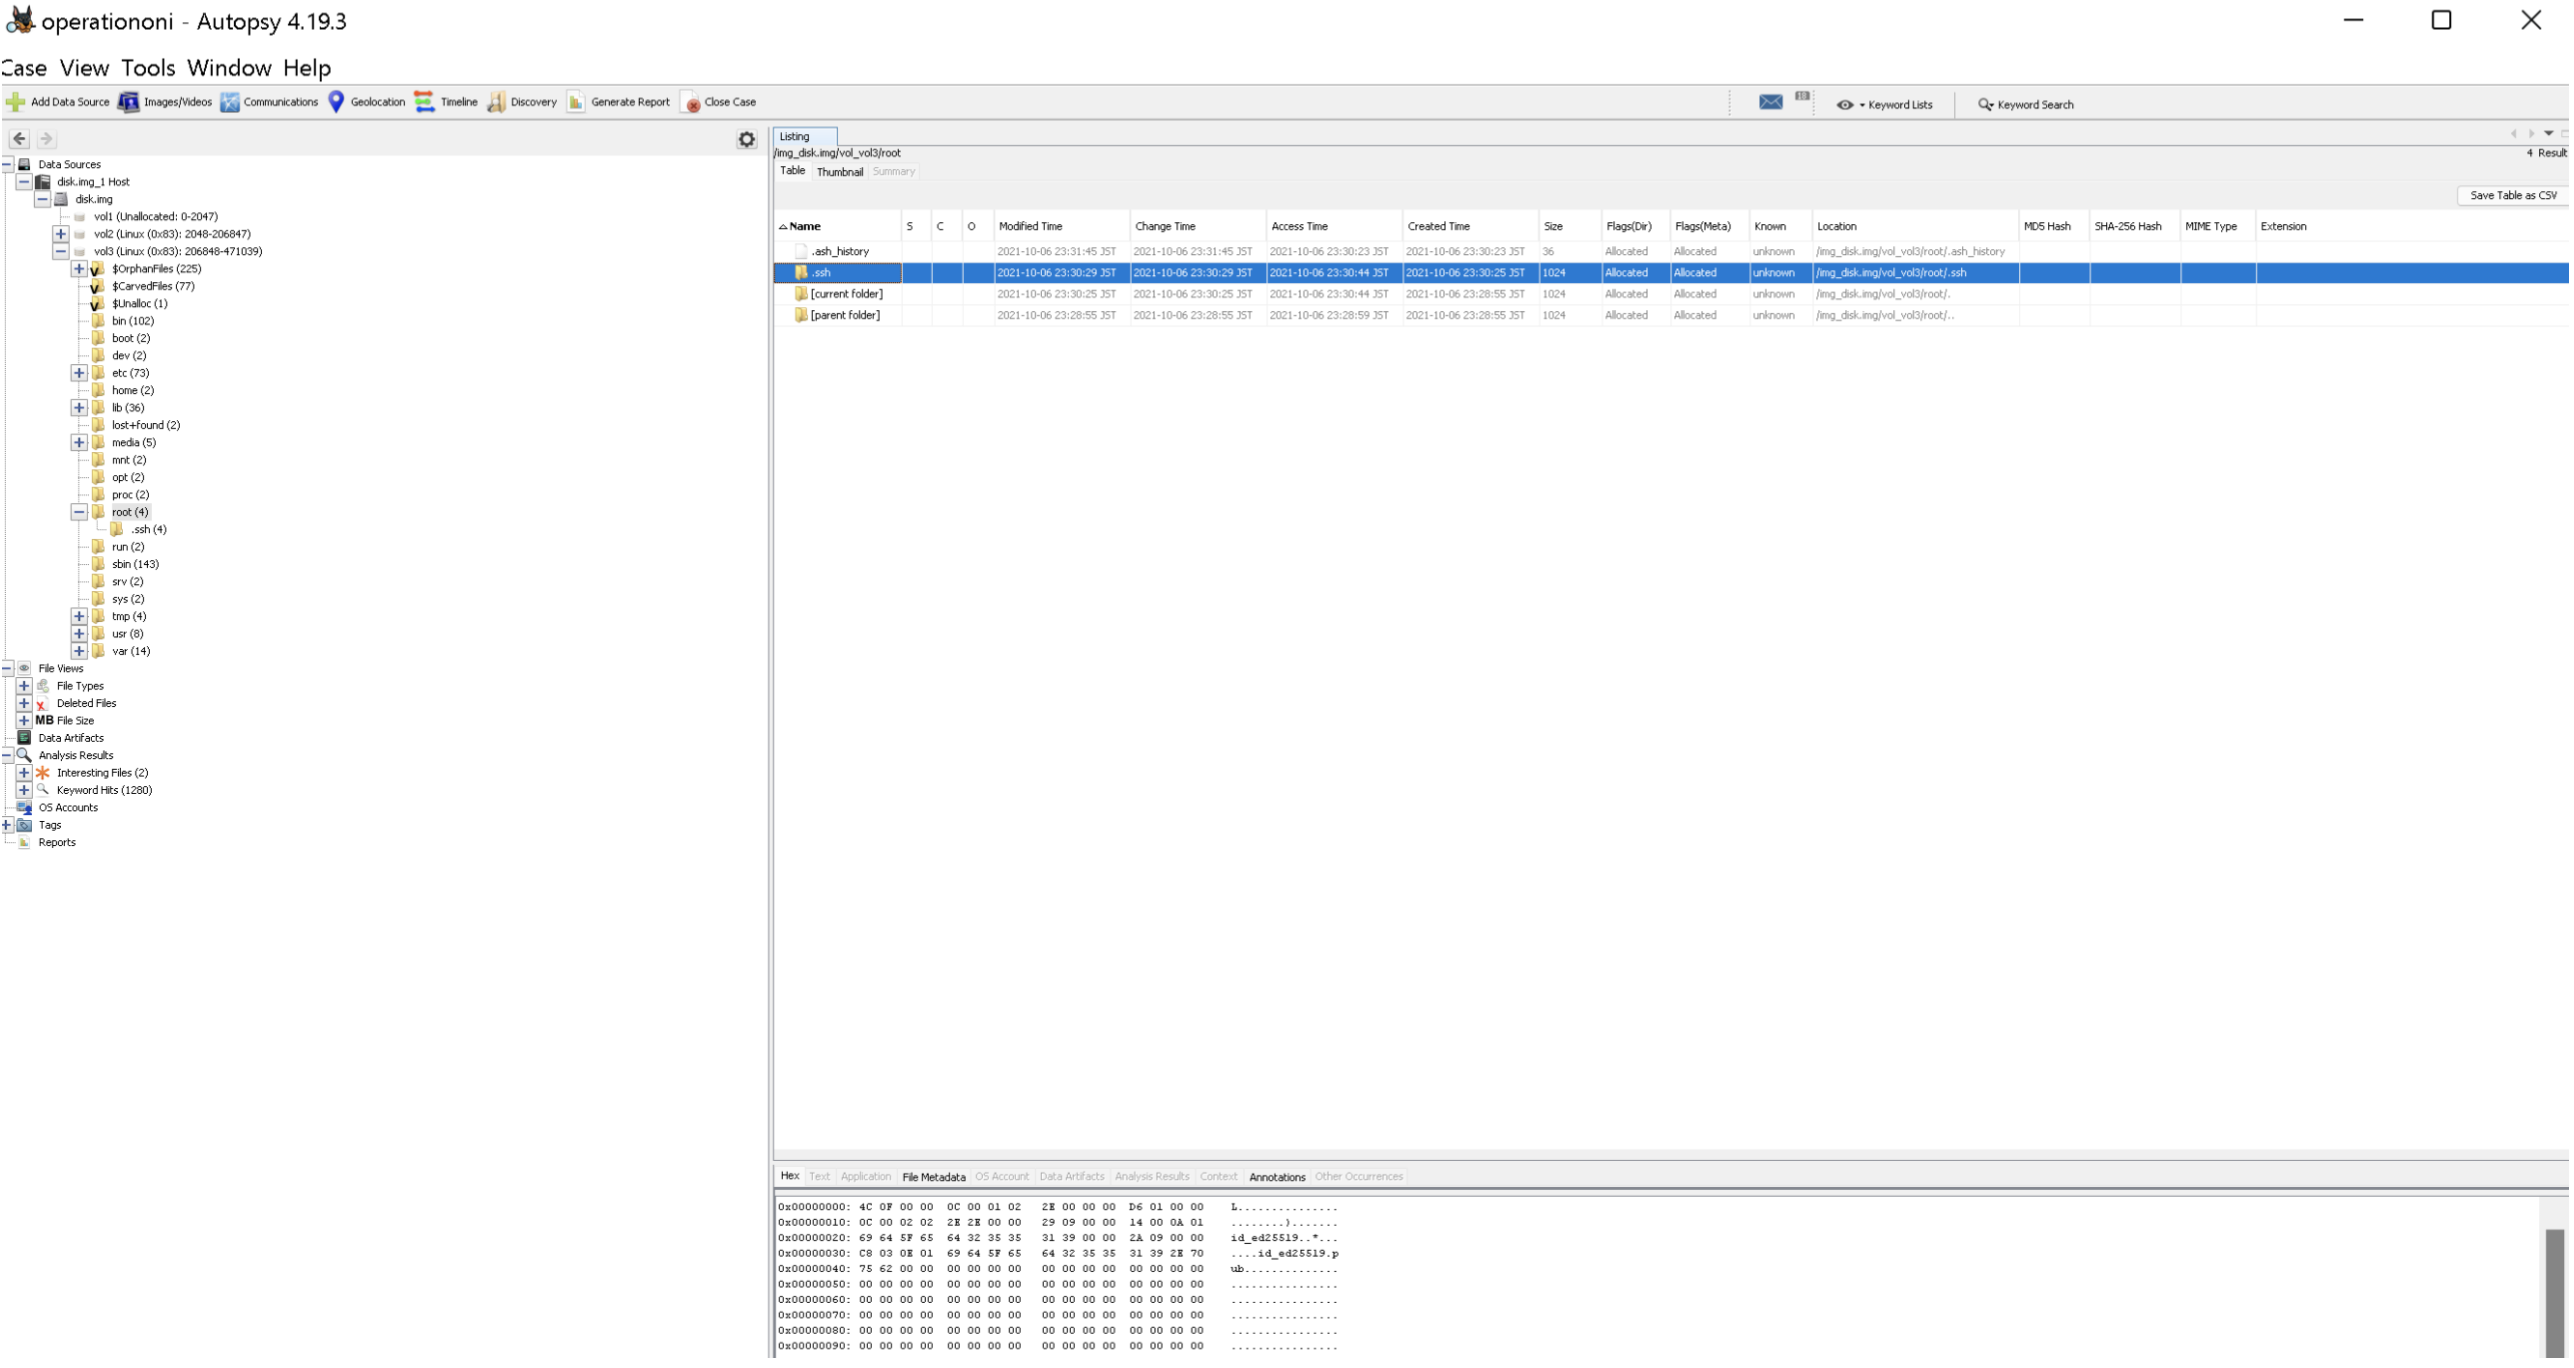 operationoni - Autopsy 4.19.3
Case View Tools Window Help
Add Data Source Images/Videos Communications Geolocation Timeline Discovery Generate Report Close Case Keyword Lists Keyword Search
Data Sources
disk.img_1 Host
disk.img
vol1 (Unallocated: 0-2047)
vol2 (Linux (0x83): 2048-206847)
vol3 (Linux (0x83): 206848-471039)
$OrphanFiles (225)
$CarvedFiles (77)
$Unalloc (1)
bin (102)
boot (2)
dev (2)
etc (73)
home (2)
lib (36)
lost+found (2)
media (5)
mnt (2)
opt (2)
proc (2)
root (4)
.ssh (4)
run (2)
sbin (143)
srv (2)
sys (2)
tmp (4)
usr (8)
var (14)
File Views
File Types
Deleted Files
MB File Size
Data Artifacts
Analysis Results
Interesting Files (2)
Keyword Hits (1280)
OS Accounts
Tags
Reports
Listing
/img_disk.img/vol_vol3/root
4 Result
Table Thumbnail Summary
Save Table as CSV
Name S C O Modified Time Change Time Access Time Created Time Size Flags(Dir) Flags(Meta) Known Location MD5 Hash SHA-256 Hash MIME Type Extension
.ash_history 2021-10-06 23:31:45 JST 2021-10-06 23:31:45 JST 2021-10-06 23:30:23 JST 2021-10-06 23:30:23 JST 36 Allocated Allocated unknown /img_disk.img/vol_vol3/root/.ash_history
.ssh 2021-10-06 23:30:29 JST 2021-10-06 23:30:29 JST 2021-10-06 23:30:44 JST 2021-10-06 23:30:25 JST 1024 Allocated Allocated unknown /img_disk.img/vol_vol3/root/.ssh
[current folder] 2021-10-06 23:30:25 JST 2021-10-06 23:30:25 JST 2021-10-06 23:30:44 JST 2021-10-06 23:28:55 JST 1024 Allocated Allocated unknown /img_disk.img/vol_vol3/root/.
[parent folder] 2021-10-06 23:28:55 JST 2021-10-06 23:28:55 JST 2021-10-06 23:28:59 JST 2021-10-06 23:28:55 JST 1024 Allocated Allocated unknown /img_disk.img/vol_vol3/root/..
Hex Text Application File Metadata OS Account Data Artifacts Analysis Results Context Annotations Other Occurrences
0x00000000: 4C 0F 00 00 0C 00 01 02 2E 00 00 00 D6 01 00 00 L...............
0x00000010: 0C 00 02 02 2E 2E 00 00 29 09 00 00 14 00 0A 01 ........).......
0x00000020: 69 64 5F 65 64 32 35 35 31 39 00 00 2A 09 00 00 id_ed25519..*...
0x00000030: C8 03 0E 01 69 64 5F 65 64 32 35 35 31 39 2E 70 ....id_ed25519.p
0x00000040: 75 62 00 00 00 00 00 00 00 00 00 00 00 00 00 00 ub..............
0x00000050: 00 00 00 00 00 00 00 00 00 00 00 00 00 00 00 00 ................
0x00000060: 00 00 00 00 00 00 00 00 00 00 00 00 00 00 00 00 ................
0x00000070: 00 00 00 00 00 00 00 00 00 00 00 00 00 00 00 00 ................
0x00000080: 00 00 00 00 00 00 00 00 00 00 00 00 00 00 00 00 ................
0x00000090: 00 00 00 00 00 00 00 00 00 00 00 00 00 00 00 00 ................